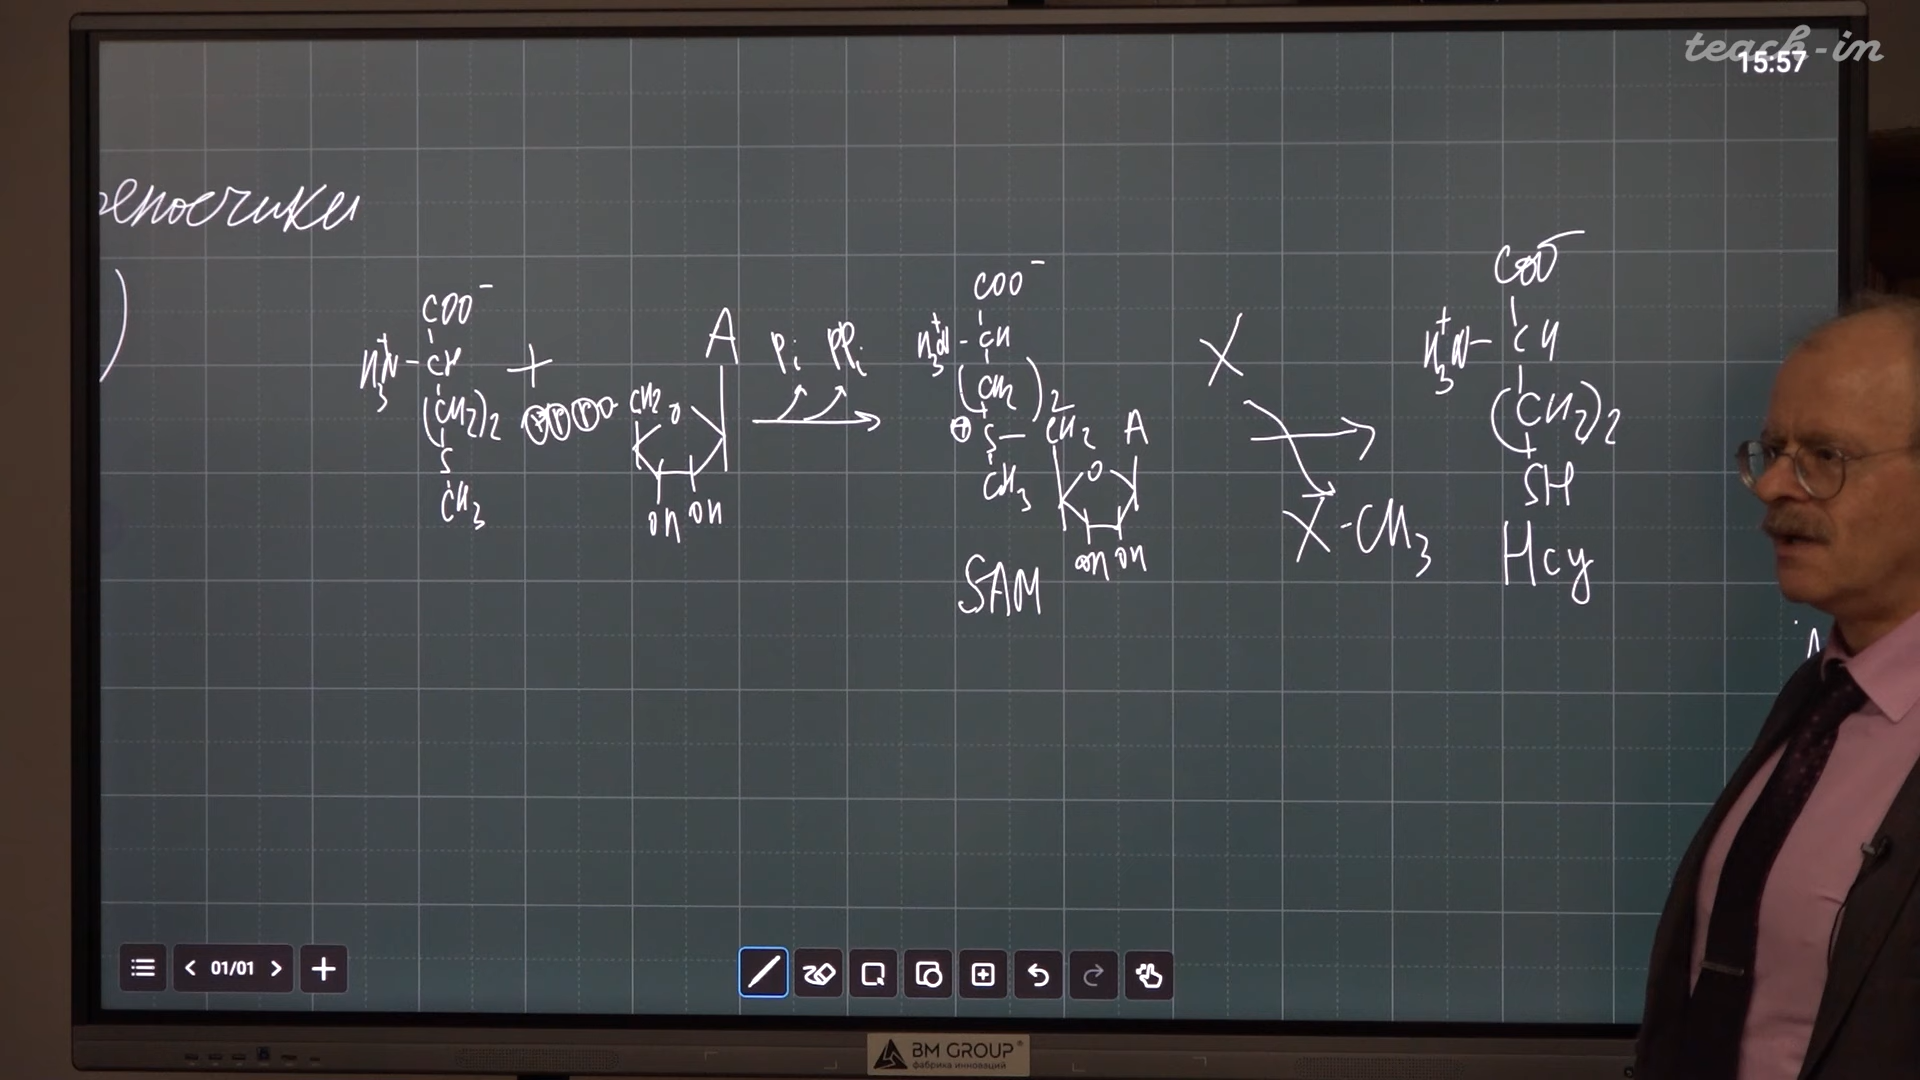 teach-in
15:57
еносчики
)
COO⁻
H₃N⁺-CH
(CH₂)₂
S
CH₃
+
PPPO-CH₂
O
A
OH OH
Pi PPi
COO⁻
H₃N⁺-CH
(CH₂)₂
⊕S-CH₂
A
CH₃
O
OH OH
SAM
X
X-CH₃
COO⁻
H₃N⁺-CH
(CH₂)₂
SH
Hcy
01/01
BM GROUP®
фабрика инноваций